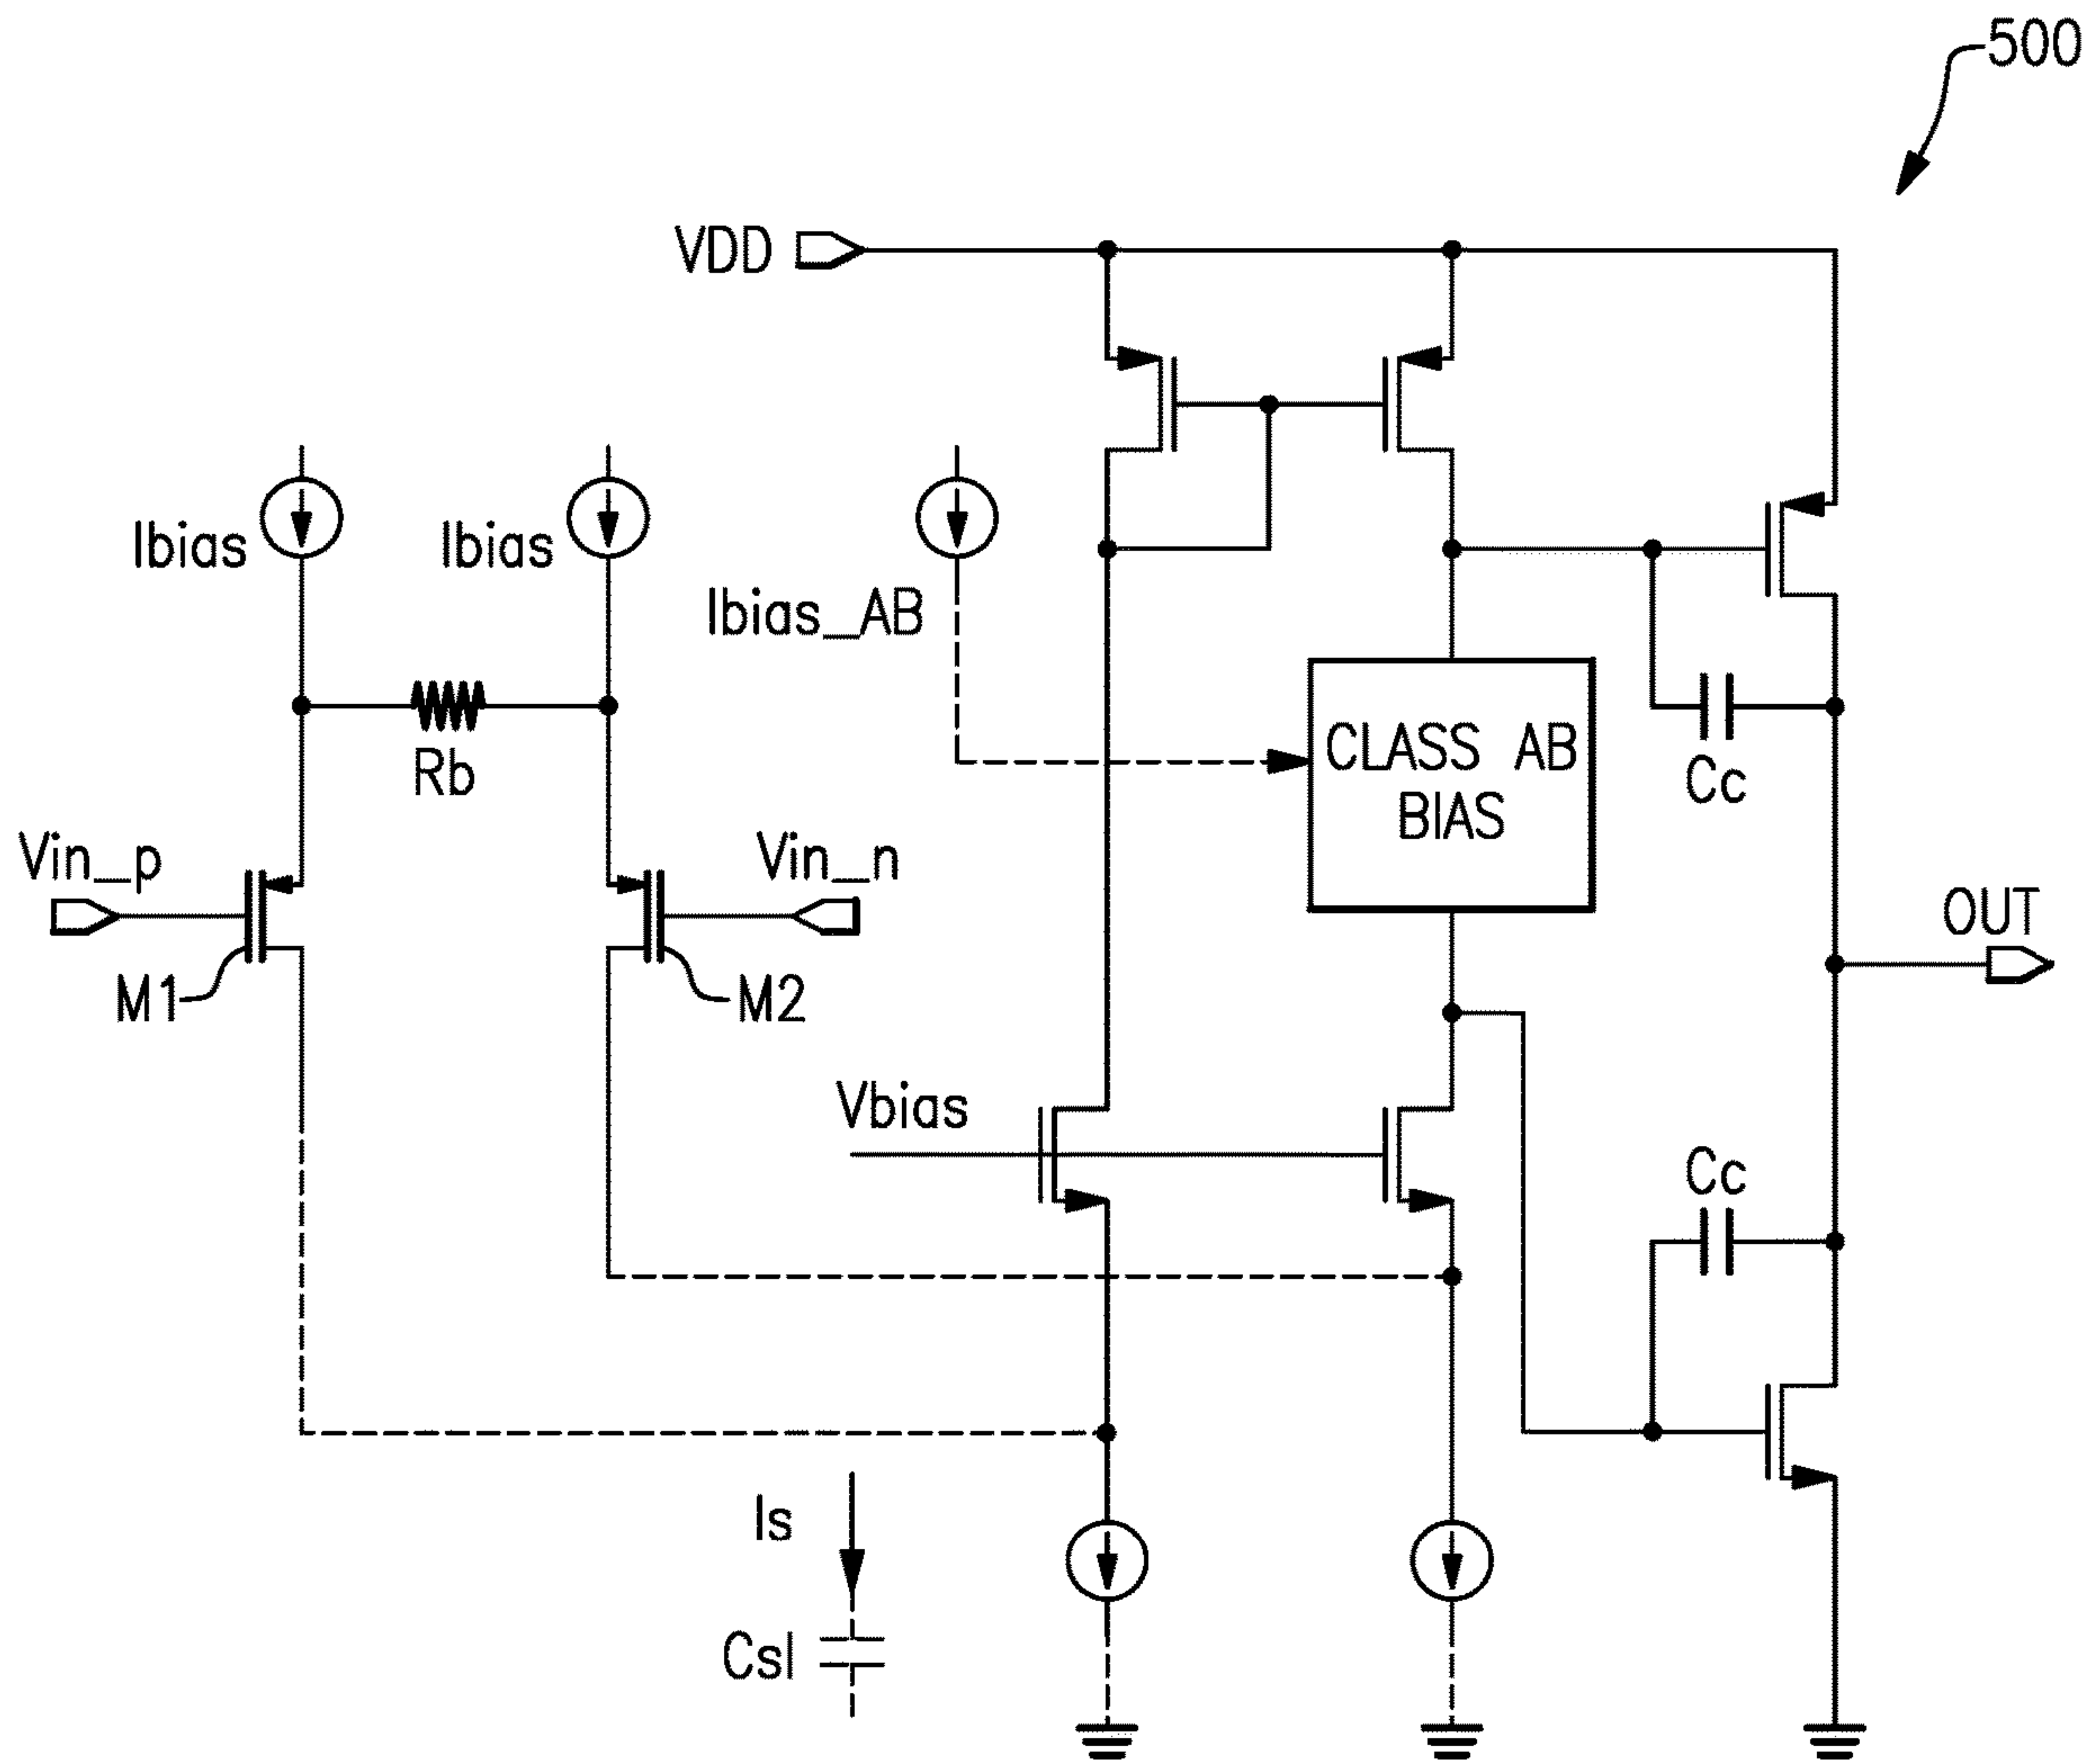 500
VDD
Ibias
Ibias
Ibias_AB
Rb
CLASS AB
BIAS
Cc
Vin_p
Vin_n
OUT
M1
M2
Vbias
Cc
Is
Csl